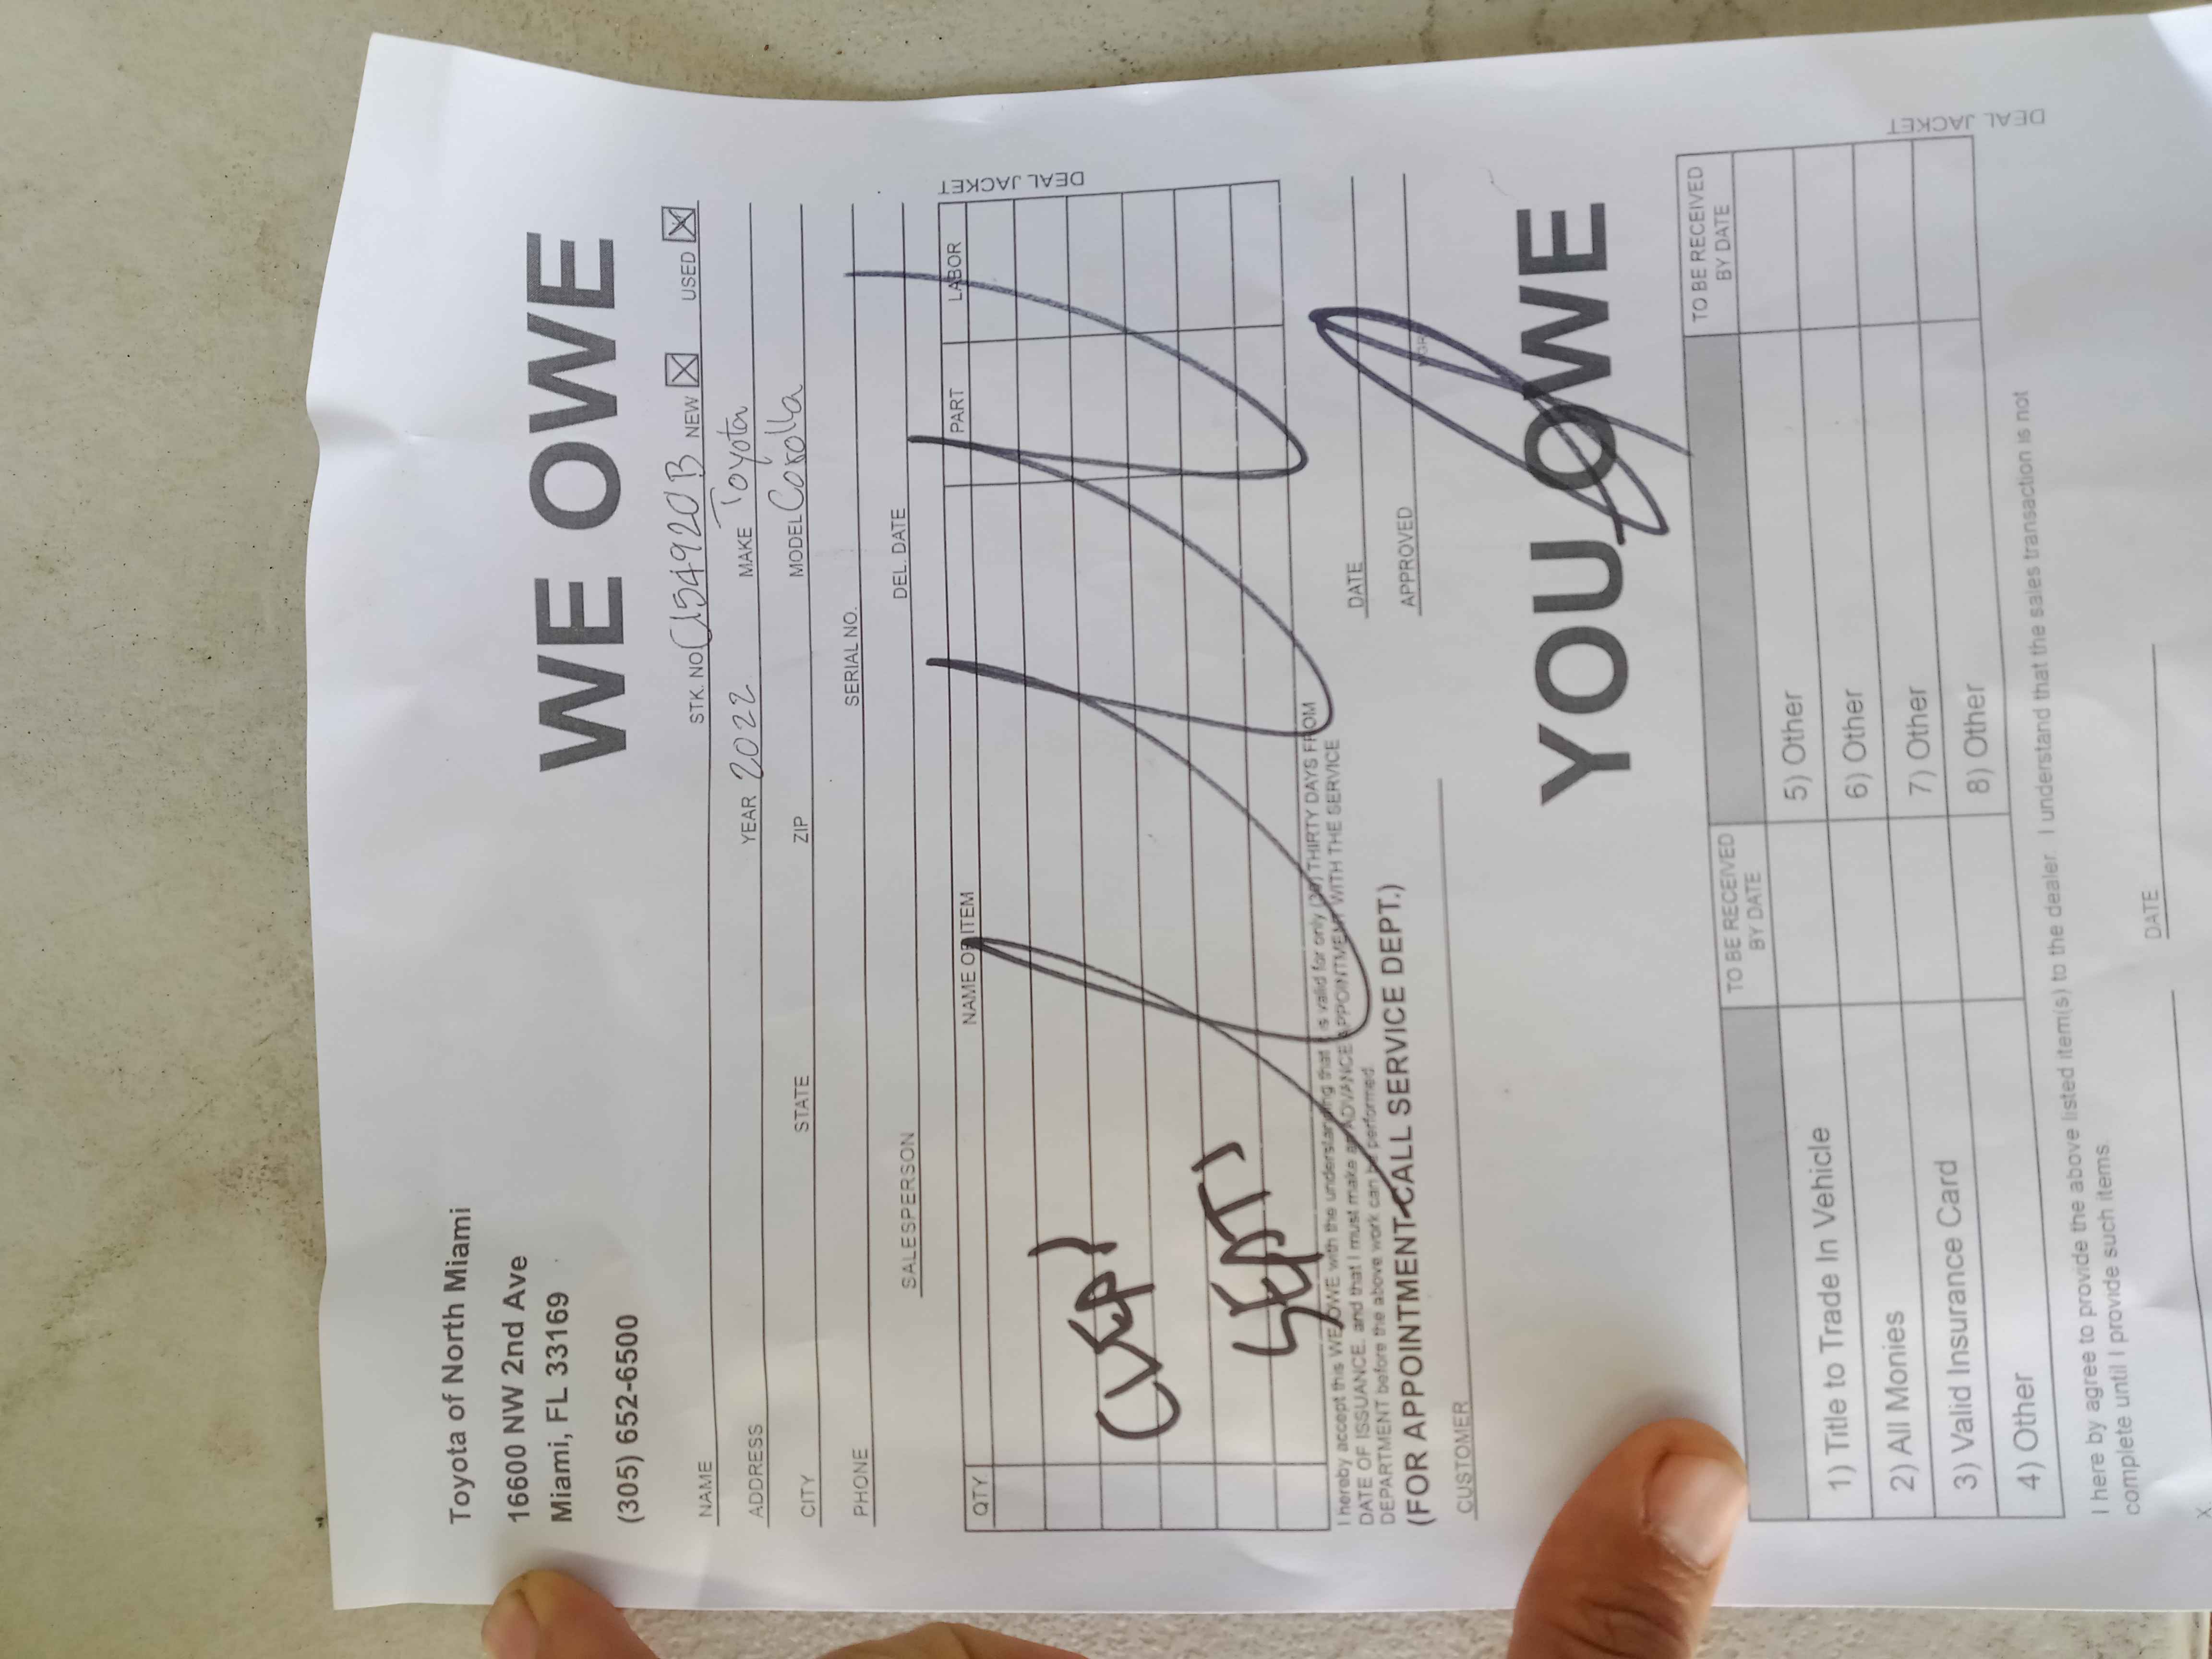 Toyota of North Miami
16600 NW 2nd Ave
Miami, FL 33169
(305) 652-6500
WE OWE
NAME STK. NO 154920B NEW ☒ USED ☒
ADDRESS YEAR 2022 MAKE Toyota
CITY STATE ZIP MODEL Corolla
PHONE SERIAL NO.
SALESPERSON DEL. DATE
QTY. NAME OF ITEM PART LABOR
DEAL JACKET
I hereby accept this WE OWE with the understanding that it is valid for only (30) THIRTY DAYS FROM
DATE OF ISSUANCE, and that I must make an ADVANCE APPOINTMENT WITH THE SERVICE
DEPARTMENT before the above work can be performed.
(FOR APPOINTMENT-CALL SERVICE DEPT.)
DATE
CUSTOMER APPROVED
MGR
YOU OWE
TO BE RECEIVED TO BE RECEIVED
BY DATE BY DATE
1) Title to Trade In Vehicle 5) Other
2) All Monies 6) Other
3) Valid Insurance Card 7) Other
4) Other 8) Other
DEAL JACKET
I here by agree to provide the above listed item(s) to the dealer. I understand that the sales transaction is not
complete until I provide such items.
X DATE